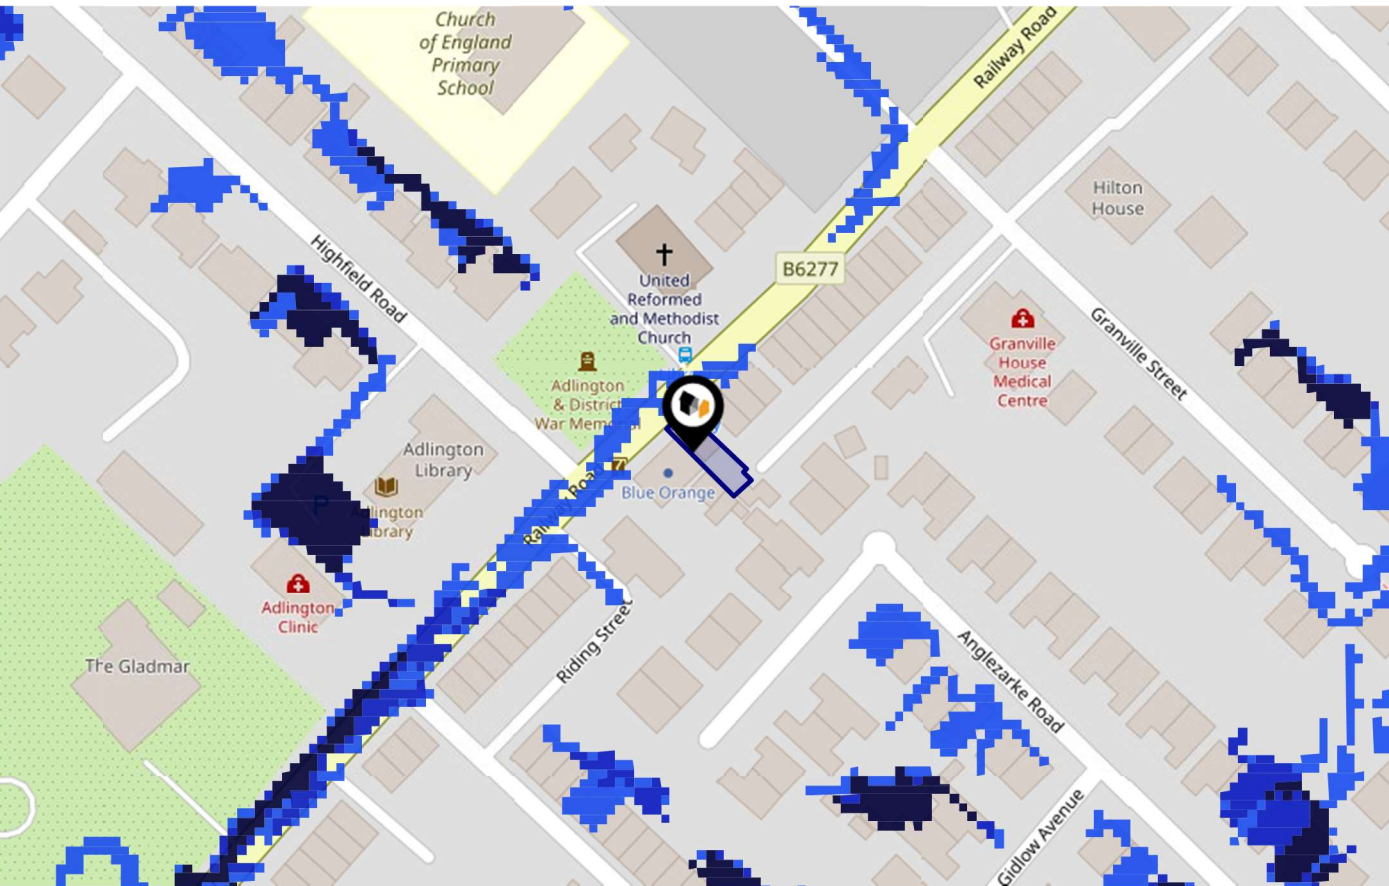 Church
of England
Primary
School
Railway Road
Hilton
House
Highfield Road
United
Reformed
and Methodist
Church
B6277
Granville
House
Medical
Centre
Granville Street
Adlington
& District
War Memorial
Adlington
Library
Blue Orange
P
Adlington
Library
Railway Road
Adlington
Clinic
Riding Street
The Gladmar
Anglezarke Road
Gidlow Avenue